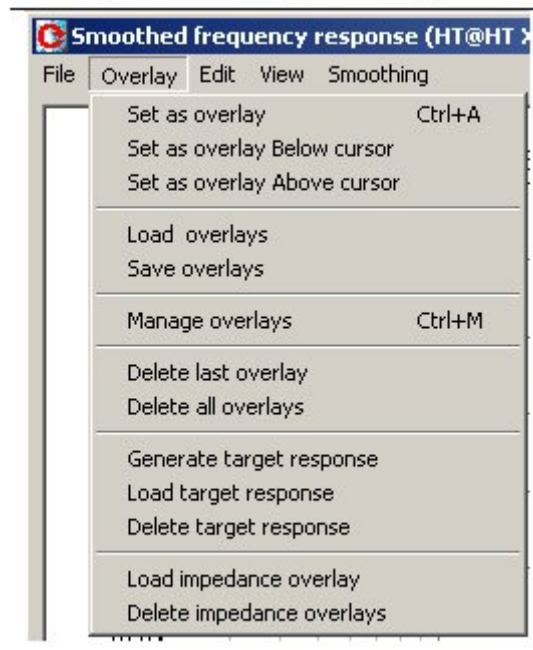 Smoothed frequency response (HT@HT X
File Overlay Edit View Smoothing
Set as overlay Ctrl+A
Set as overlay Below cursor
Set as overlay Above cursor
Load overlays
Save overlays
Manage overlays Ctrl+M
Delete last overlay
Delete all overlays
Generate target response
Load target response
Delete target response
Load impedance overlay
Delete impedance overlays